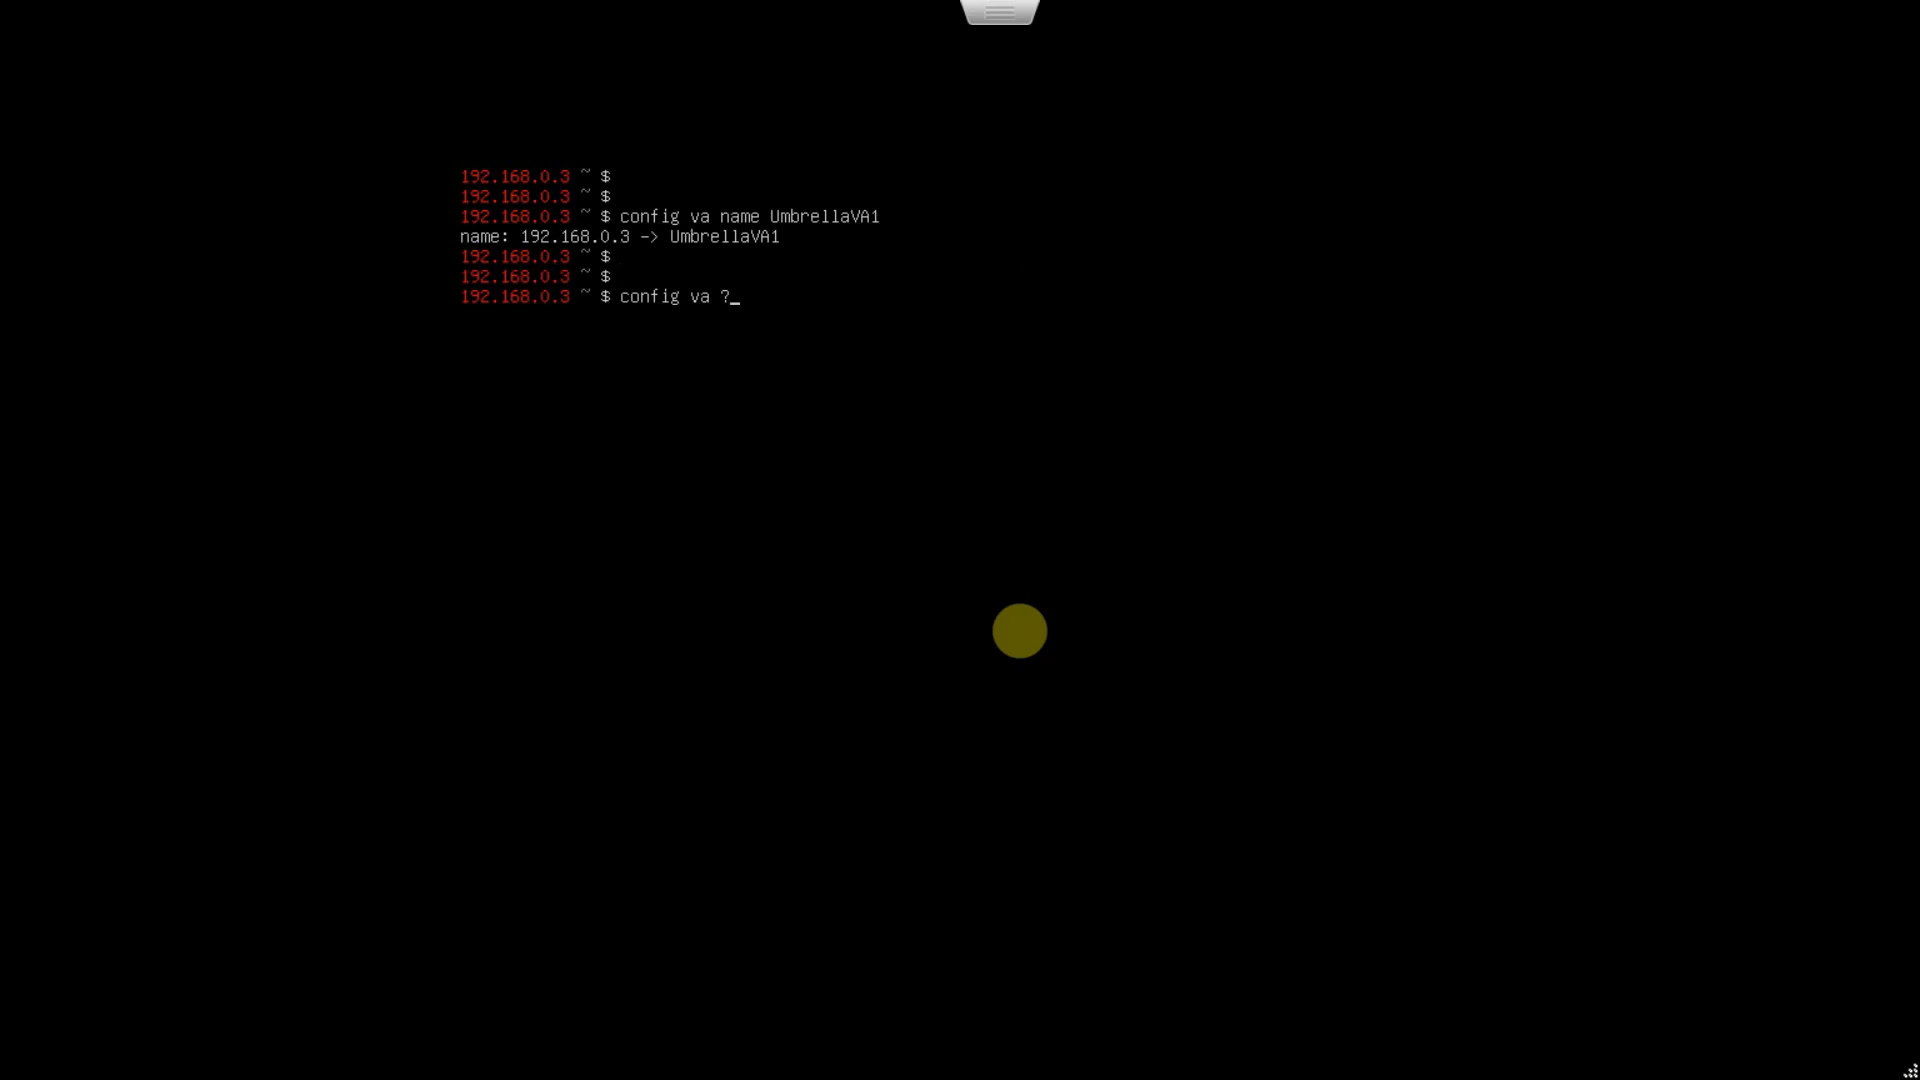 192.168.0.3 ~ $
192.168.0.3 ~ $
192.168.0.3 ~ $ config va name UmbrellaVA1
name: 192.168.0.3 -> UmbrellaVA1
192.168.0.3 ~ $
192.168.0.3 ~ $
192.168.0.3 ~ $ config va ?_